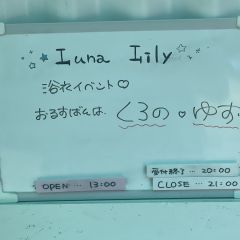 ☆ Luna Lily ☆
浴衣イベント♡
おるすばんは、くるの・ゆず
受付終了 … 20:00
OPEN … 13:00
CLOSE … 21:00